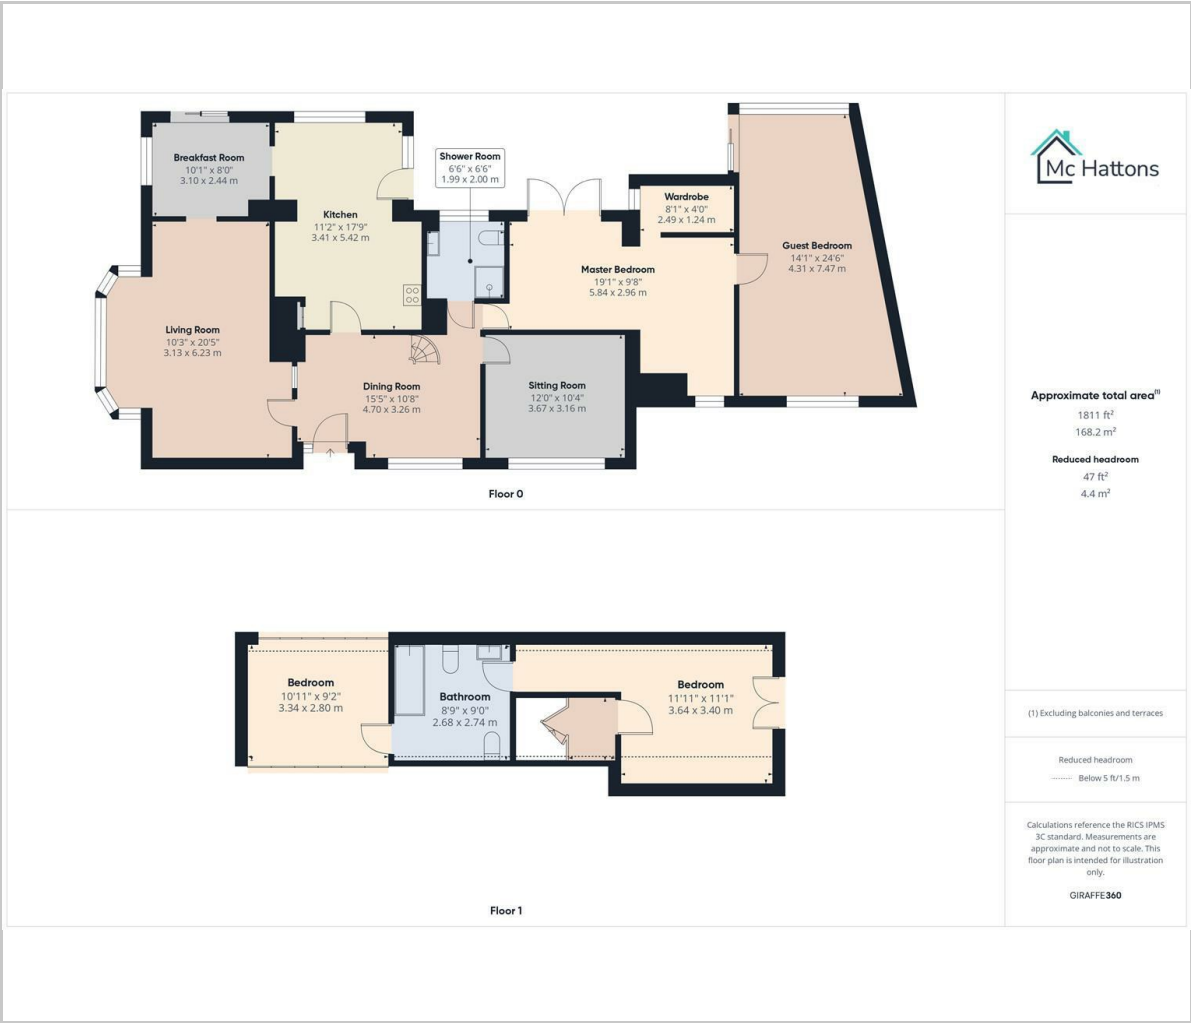 Breakfast Room
10'1" x 8'0"
3.10 x 2.44 m
Kitchen
11'2" x 17'9"
3.41 x 5.42 m
Shower Room
6'6" x 6'6"
1.99 x 2.00 m
Wardrobe
8'1" x 4'0"
2.49 x 1.24 m
Master Bedroom
19'1" x 9'8"
5.84 x 2.96 m
Guest Bedroom
14'1" x 24'6"
4.31 x 7.47 m
Living Room
10'3" x 20'5"
3.13 x 6.23 m
Dining Room
15'5" x 10'8"
4.70 x 3.26 m
Sitting Room
12'0" x 10'4"
3.67 x 3.16 m
Floor 0
Bedroom
10'11" x 9'2"
3.34 x 2.80 m
Bathroom
8'9" x 9'0"
2.68 x 2.74 m
Bedroom
11'11" x 11'1"
3.64 x 3.40 m
Floor 1
Mc Hattons
Approximate total area⁽¹⁾
1811 ft²
168.2 m²
Reduced headroom
47 ft²
4.4 m²
(1) Excluding balconies and terraces
Reduced headroom
Below 5 ft/1.5 m
Calculations reference the RICS IPMS
3C standard. Measurements are
approximate and not to scale. This
floor plan is intended for illustration
only.
GIRAFFE360